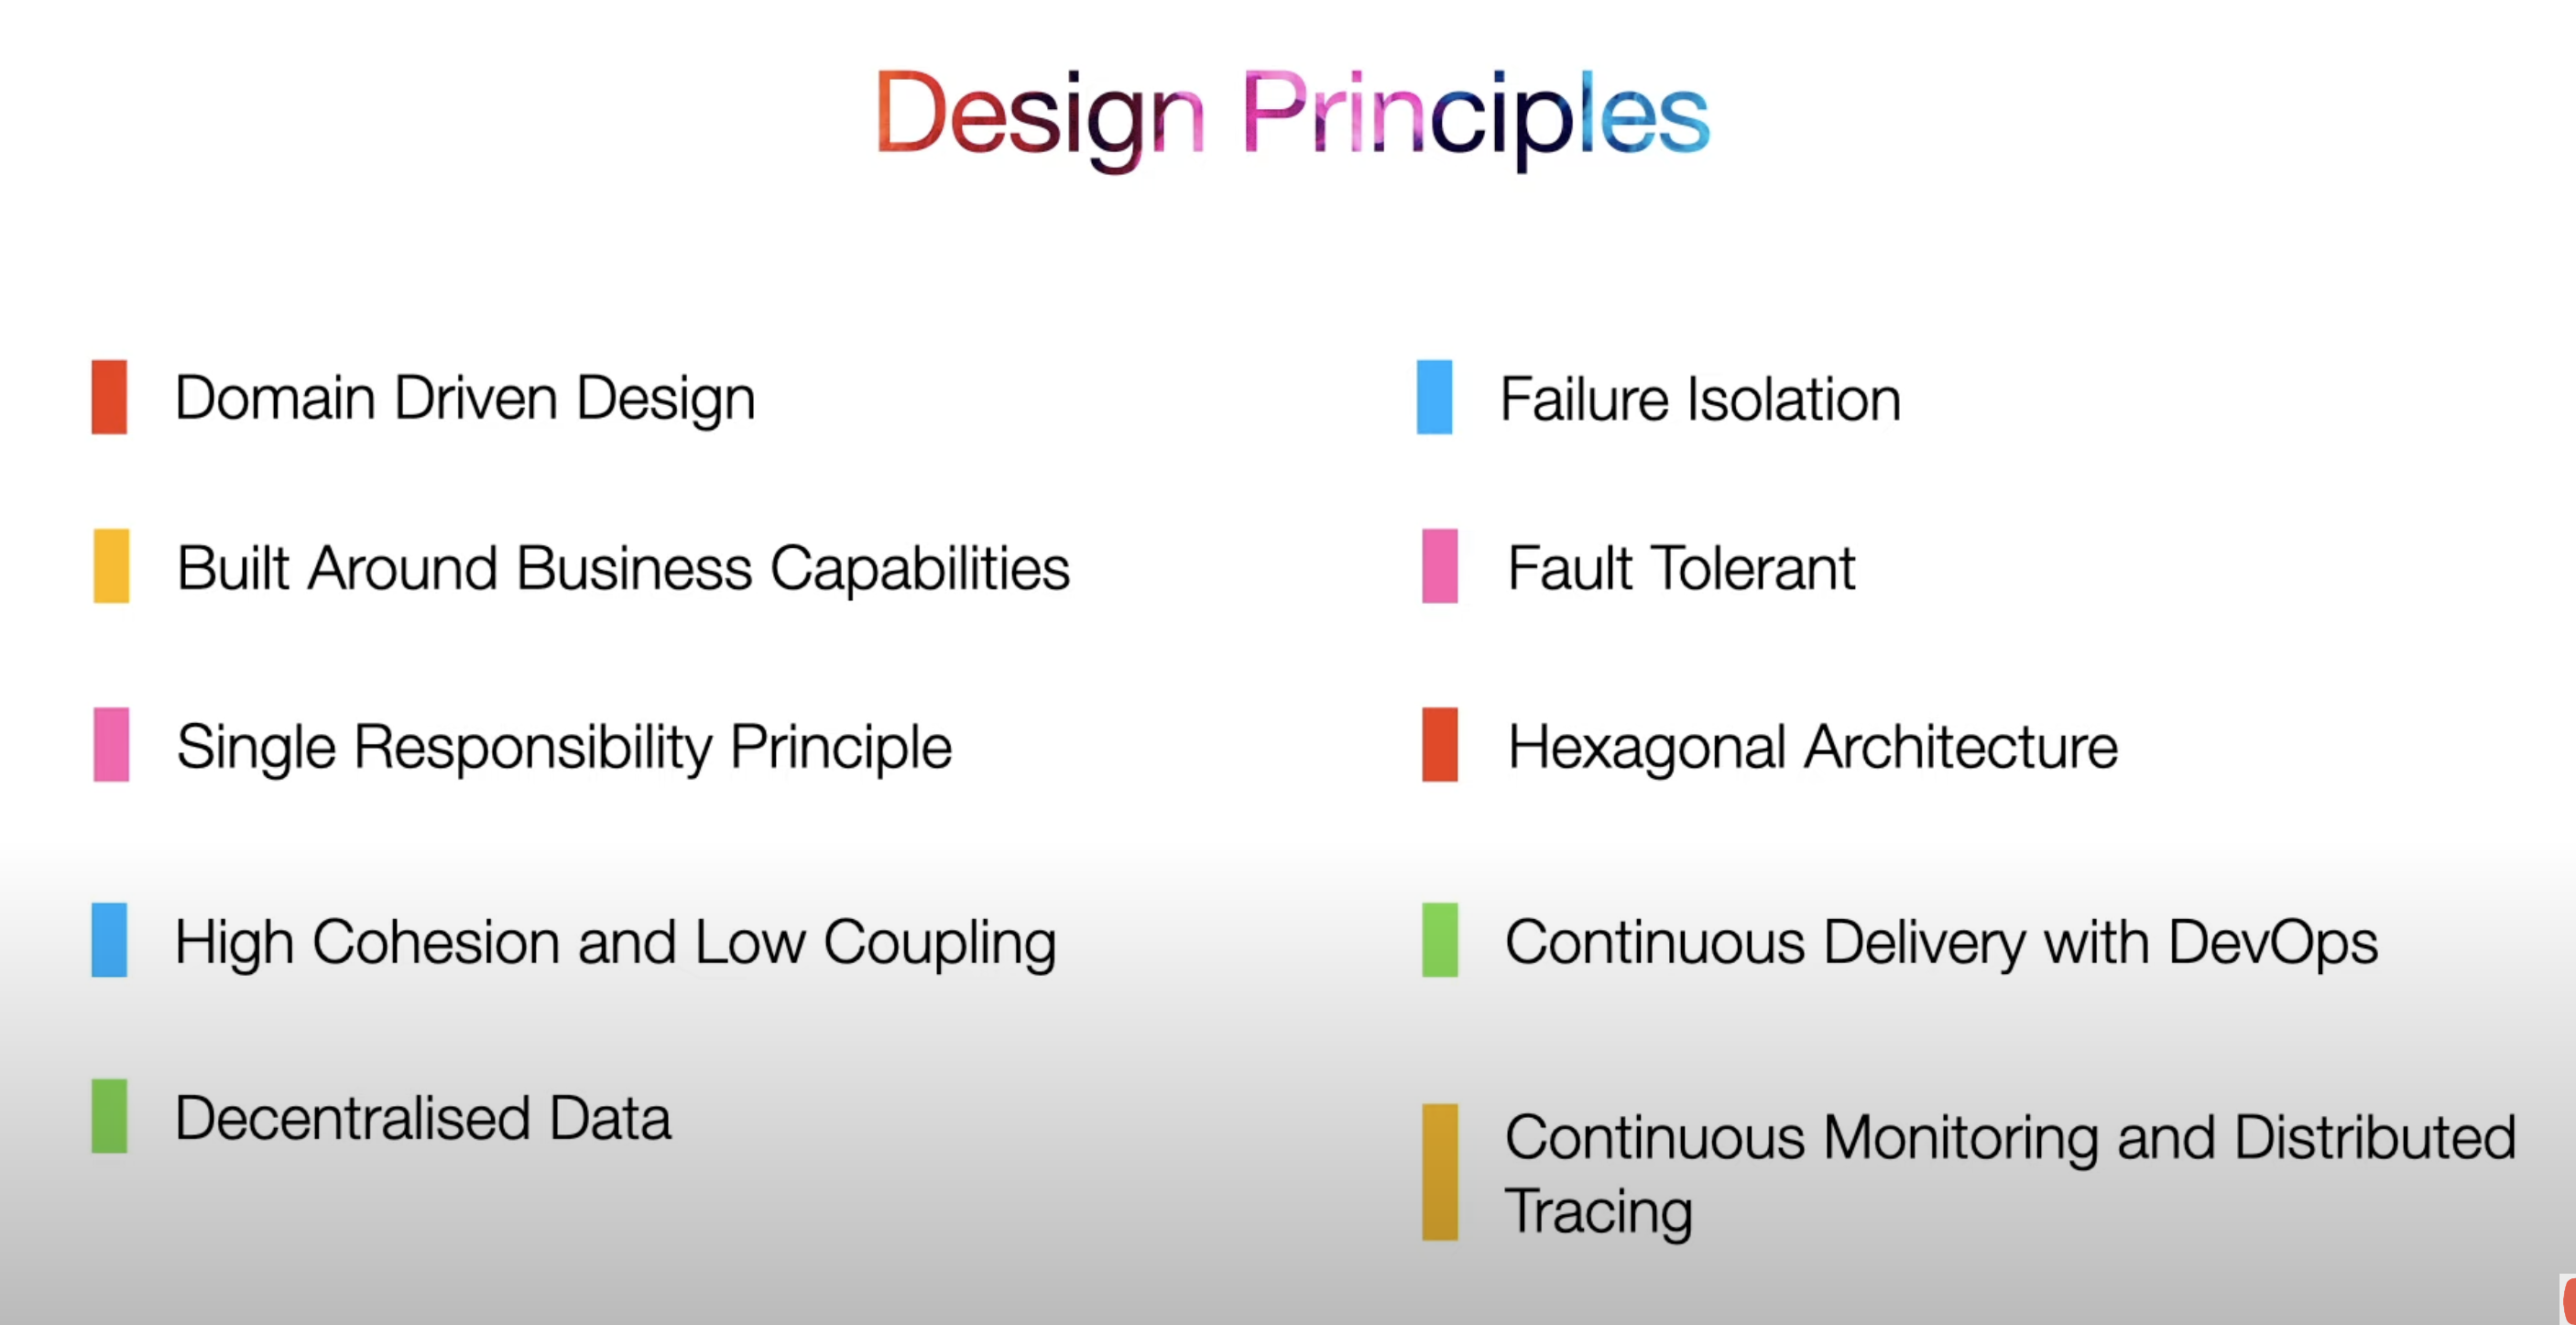 Design Principles
Domain Driven Design
Built Around Business Capabilities
Single Responsibility Principle
High Cohesion and Low Coupling
Decentralised Data
Failure Isolation
Fault Tolerant
Hexagonal Architecture
Continuous Delivery with DevOps
Continuous Monitoring and Distributed
Tracing